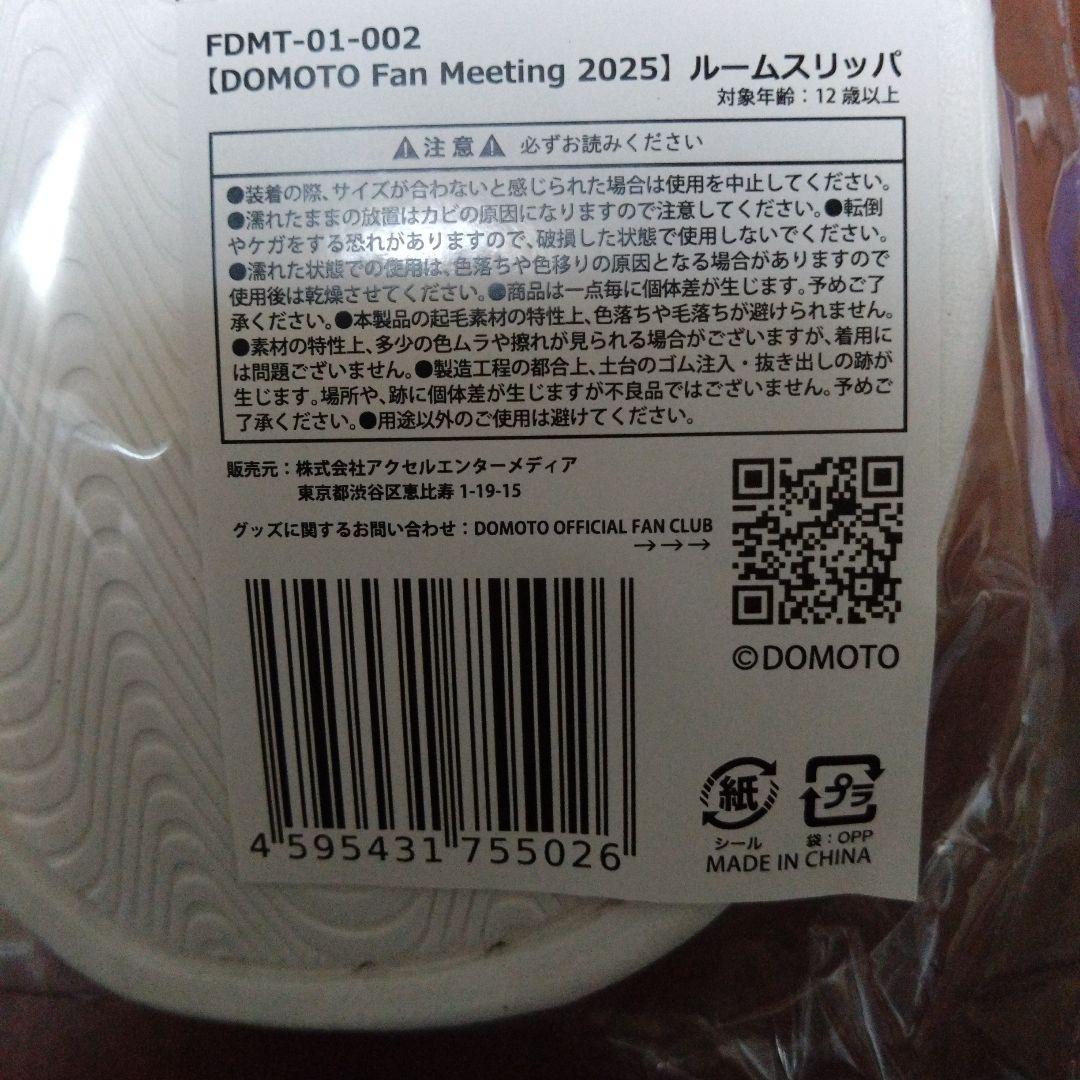 FDMT-01-002
【DOMOTO Fan Meeting 2025】ルームスリッパ
対象年齢：12歳以上
注意 必ずお読みください
●装着の際、サイズが合わないと感じられた場合は使用を中止してください。
●濡れたままの放置はカビの原因になりますので注意してください。●転倒
やケガをする恐れがありますので、破損した状態で使用しないでください。
●濡れた状態での使用は、色落ちや色移りの原因となる場合がありますので
使用後は乾燥させてください。●商品は一点毎に個体差が生じます。予めご了
承ください。●本製品の起毛素材の特性上、色落ちや毛落ちが避けられません。
●素材の特性上、多少の色ムラや擦れが見られる場合がございますが、着用に
は問題ございません。●製造工程の都合上、土台のゴム注入・抜き出しの跡が
生じます。場所や、跡に個体差が生じますが不良品ではございません。予めご
了承ください。●用途以外のご使用は避けてください。
販売元：株式会社アクセルエンターメディア
東京都渋谷区恵比寿1-19-15
グッズに関するお問い合わせ：DOMOTO OFFICIAL FAN CLUB
→→→
©DOMOTO
4 595431 755026
紙 プラ
シール 袋：OPP
MADE IN CHINA